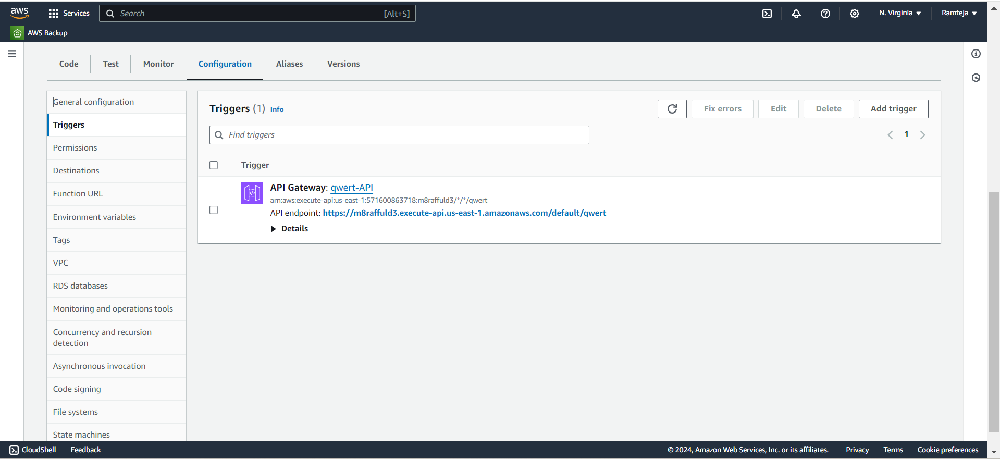 aws
Services
Search
[Alt+S]
N. Virginia
Ramteja
AWS Backup
Code
Test
Monitor
Configuration
Aliases
Versions
General configuration
Triggers
Permissions
Destinations
Function URL
Environment variables
Tags
VPC
RDS databases
Monitoring and operations tools
Concurrency and recursion
detection
Asynchronous invocation
Code signing
File systems
State machines
Triggers (1) Info
Fix errors
Edit
Delete
Add trigger
Find triggers
1
Trigger
API Gateway: qwert-API
arn:aws:execute-api:us-east-1:571600863718:m8raffuld3/*/*/qwert
API endpoint: https://m8raffuld3.execute-api.us-east-1.amazonaws.com/default/qwert
Details
CloudShell
Feedback
© 2024, Amazon Web Services, Inc. or its affiliates.
Privacy
Terms
Cookie preferences